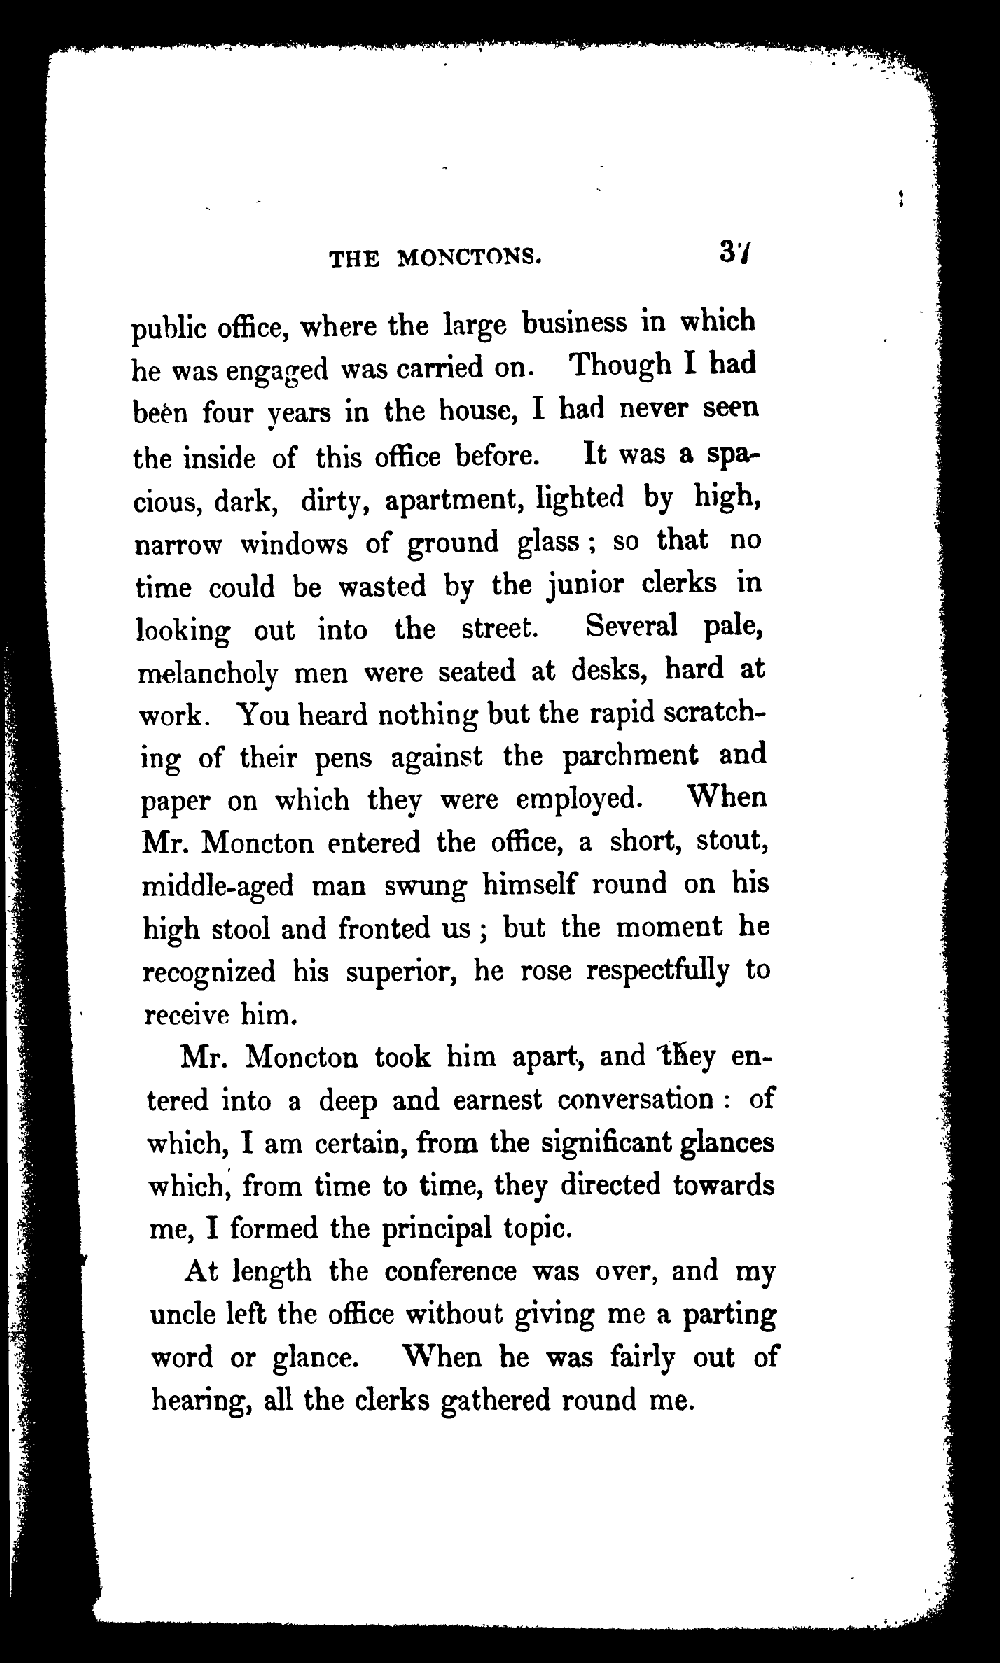 THE MONCTONS. 37
public office, where the large business in which
he was engaged was carried on. Though I had
been four years in the house, I had never seen
the inside of this office before. It was a spa-
cious, dark, dirty, apartment, lighted by high,
narrow windows of ground glass; so that no
time could be wasted by the junior clerks in
looking out into the street. Several pale,
melancholy men were seated at desks, hard at
work. You heard nothing but the rapid scratch-
ing of their pens against the parchment and
paper on which they were employed. When
Mr. Moncton entered the office, a short, stout,
middle-aged man swung himself round on his
high stool and fronted us; but the moment he
recognized his superior, he rose respectfully to
receive him.
Mr. Moncton took him apart, and they en-
tered into a deep and earnest conversation: of
which, I am certain, from the significant glances
which, from time to time, they directed towards
me, I formed the principal topic.
At length the conference was over, and my
uncle left the office without giving me a parting
word or glance. When he was fairly out of
hearing, all the clerks gathered round me.